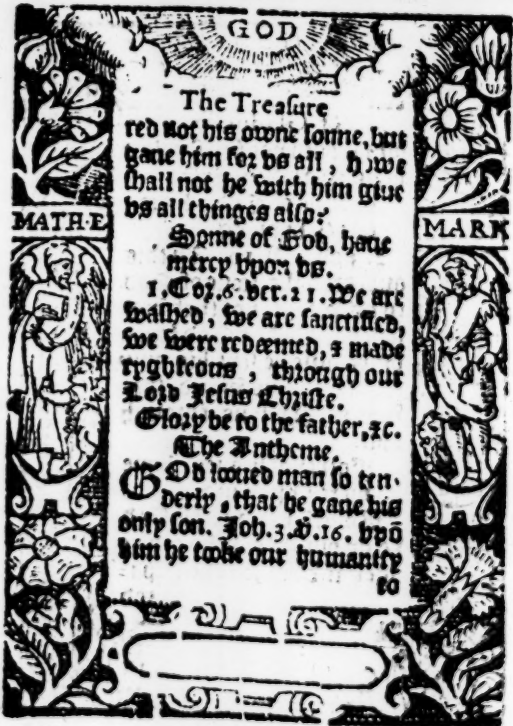 GOD
The Treaſure
red not his owne ſonne, but
gaue him for vs all, howe
ſhall not he with him giue
vs all thinges alſo?
MATH·E
MARK
Sonne of God, haue
mercy vpon vs.
1. Cor. 6. ver. 11. We are
waſhed, we are ſanctified,
we were redeemed, & made
ryghteous, through our
Lord Jeſus Chriſte.
Glory be to the father, &c.
The Antheme.
GOd looued man ſo ten-
derly, that he gaue his
only ſon. Joh. 3. v. 16. vpō
him he tooke our humanity
to